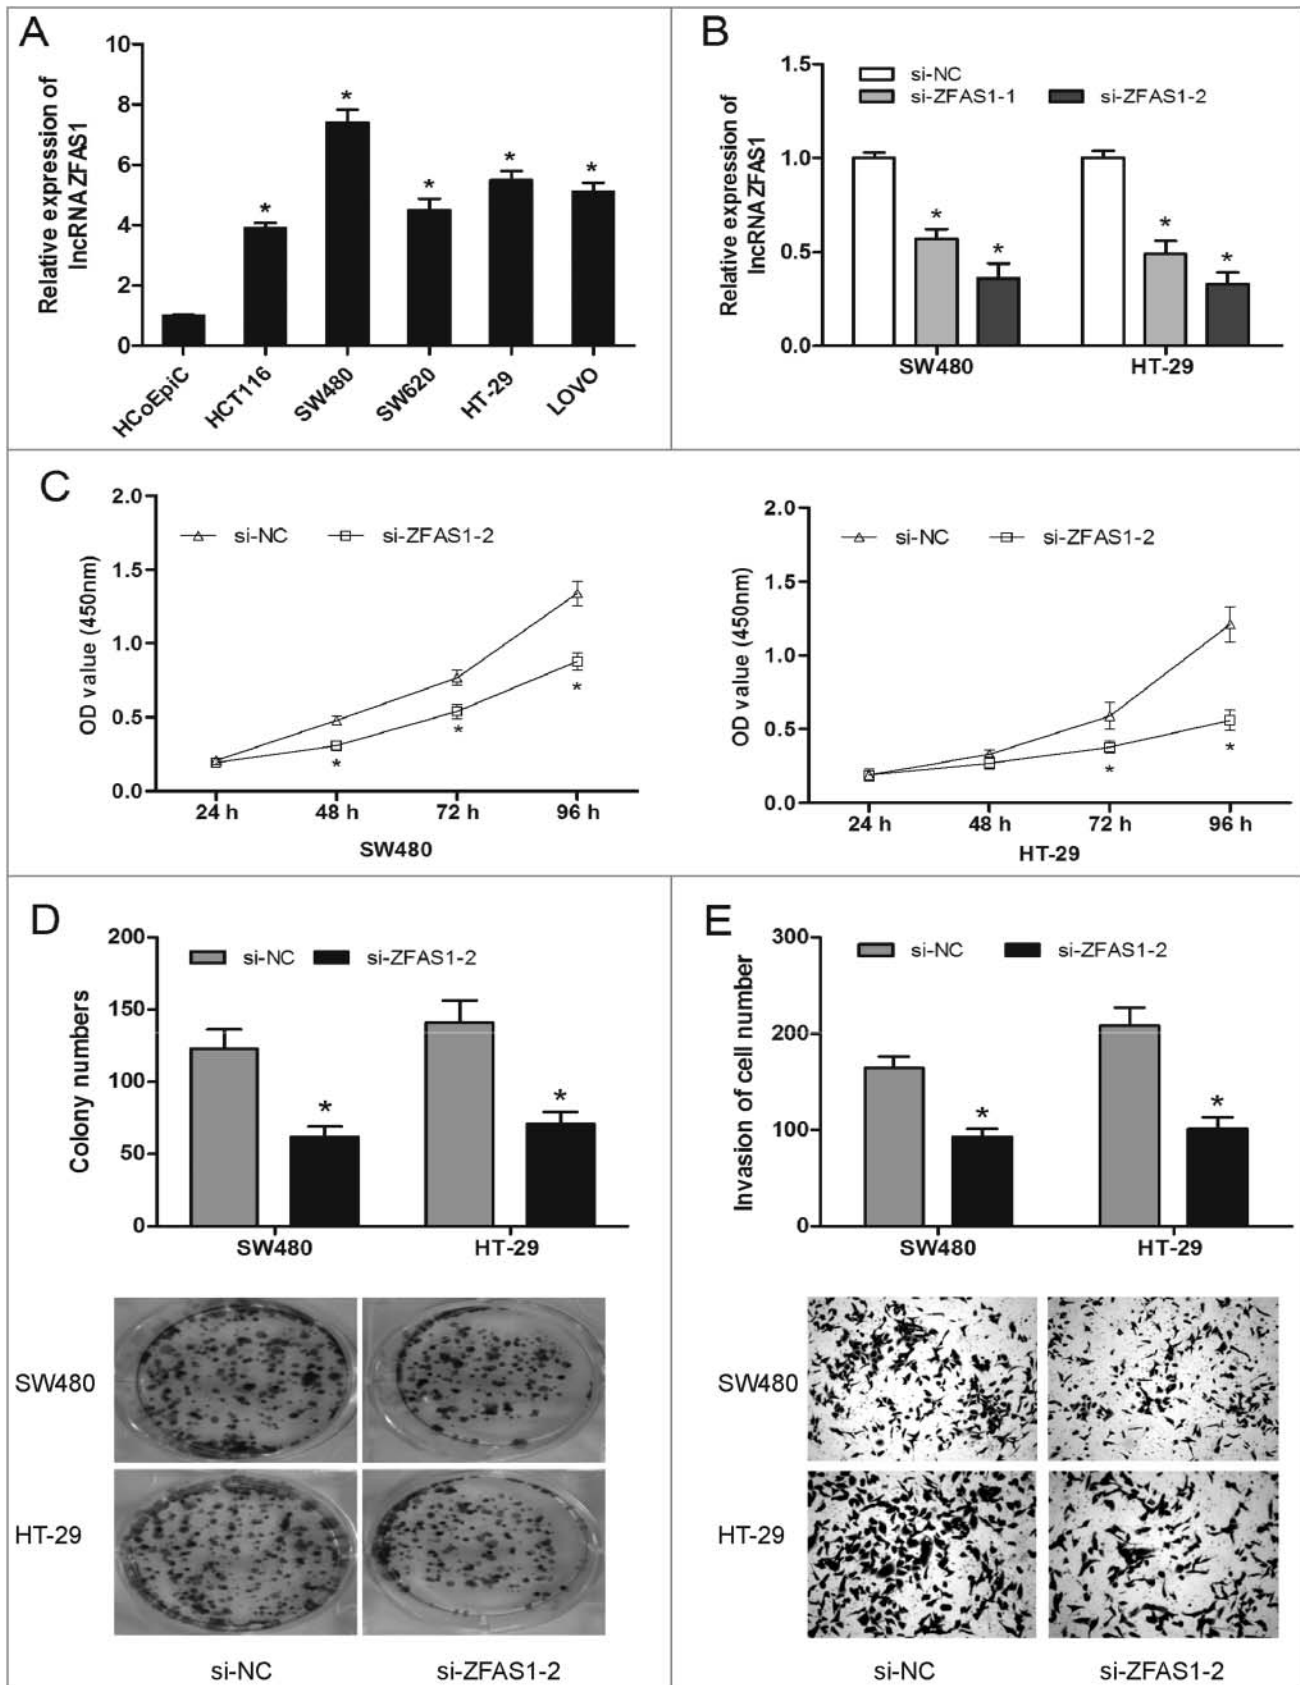 A
Relative expression of
lncRNA ZFAS1
10
8
6
4
2
0
* * * * *
HCoEpiC HCT116 SW480 SW620 HT-29 LOVO
B
Relative expression of
lncRNA ZFAS1
1.5
1.0
0.5
0.0
si-NC
si-ZFAS1-1 si-ZFAS1-2
* * * *
SW480 HT-29
C
OD value (450nm)
2.0
1.5
1.0
0.5
0.0
si-NC si-ZFAS1-2
* * *
24 h 48 h 72 h 96 h
SW480
OD value (450nm)
2.0
1.5
1.0
0.5
0.0
si-NC si-ZFAS1-2
* *
24 h 48 h 72 h 96 h
HT-29
D
Colony numbers
200
150
100
50
0
si-NC si-ZFAS1-2
* *
SW480 HT-29
SW480
HT-29
si-NC si-ZFAS1-2
E
Invasion of cell number
300
200
100
0
si-NC si-ZFAS1-2
* *
SW480 HT-29
SW480
HT-29
si-NC si-ZFAS1-2